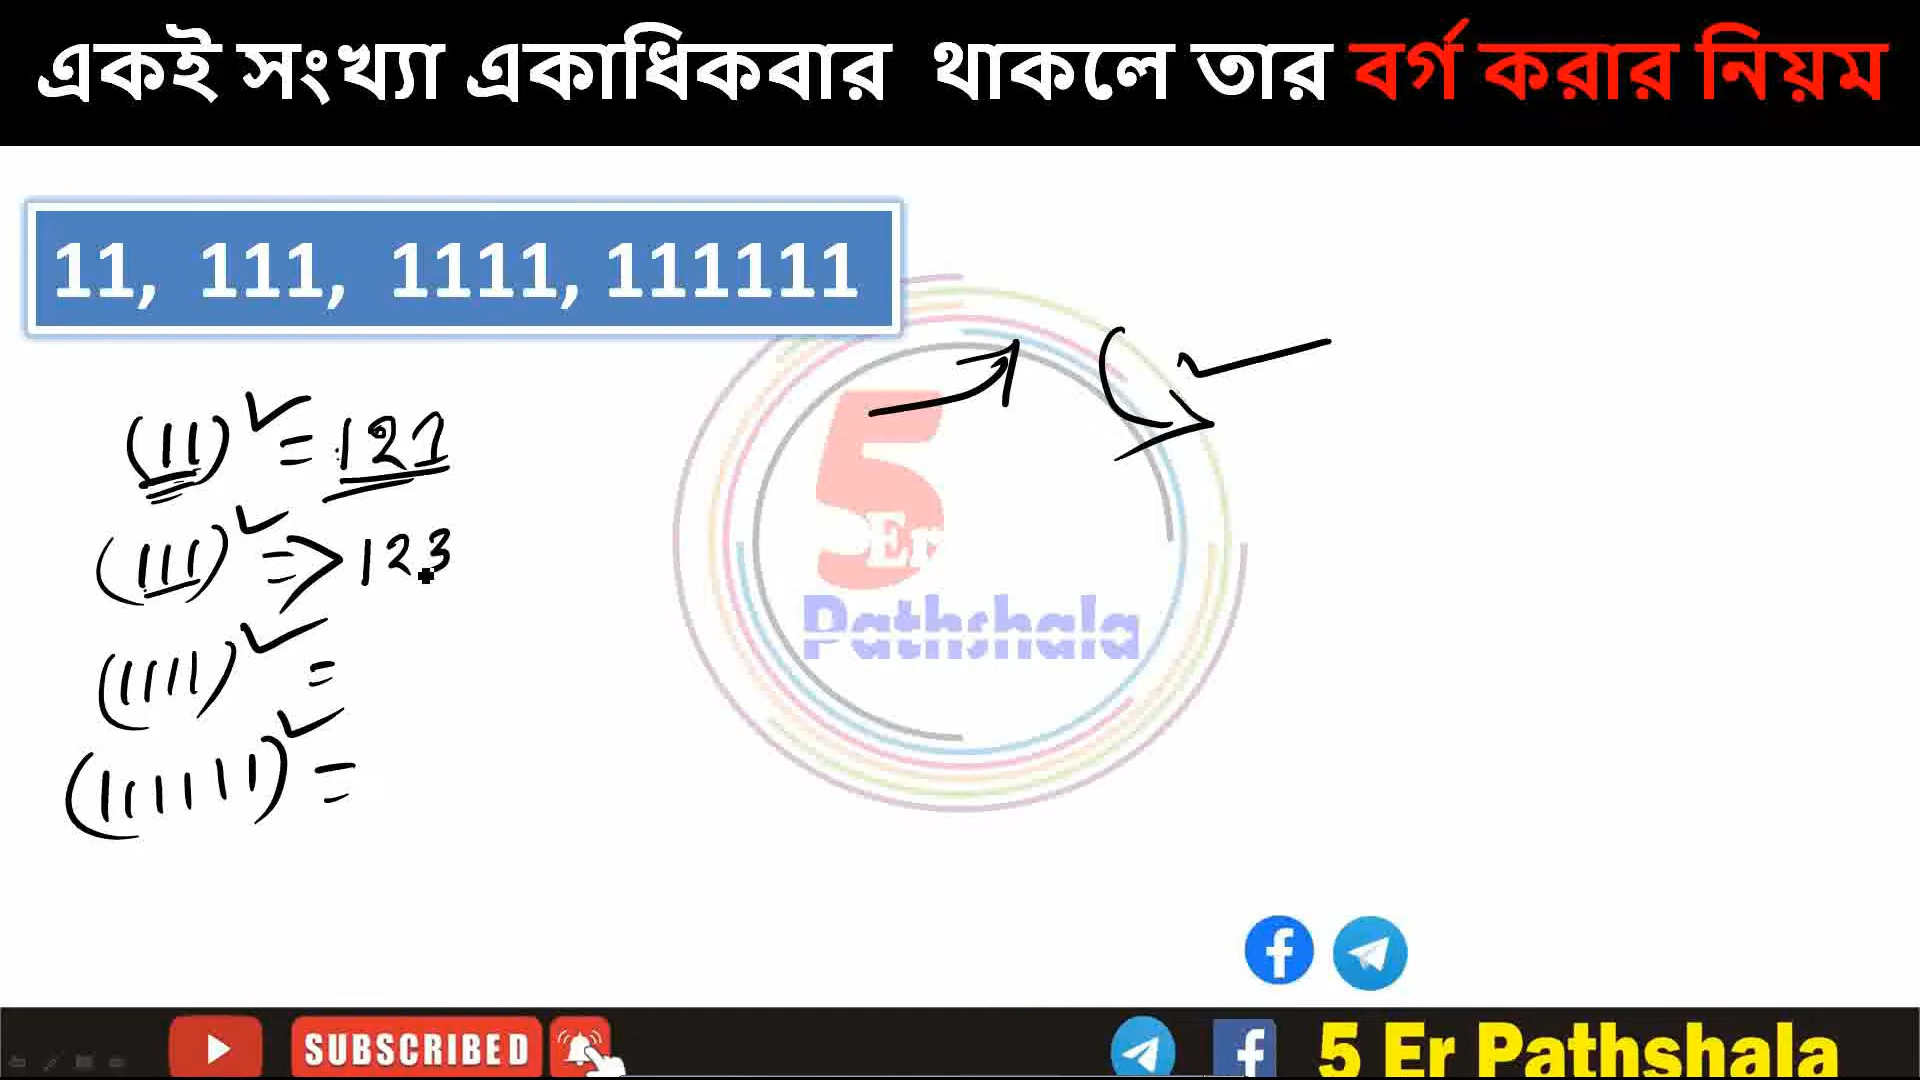 একই সংখ্যা একাধিকবার থাকলে তার বর্গ করার নিয়ম
11, 111, 1111, 111111
(11)² = 121
(111)² => 123
(1111)² =
(111111)² =
5 Er
Pathshala
SUBSCRIBED
5 Er Pathshala